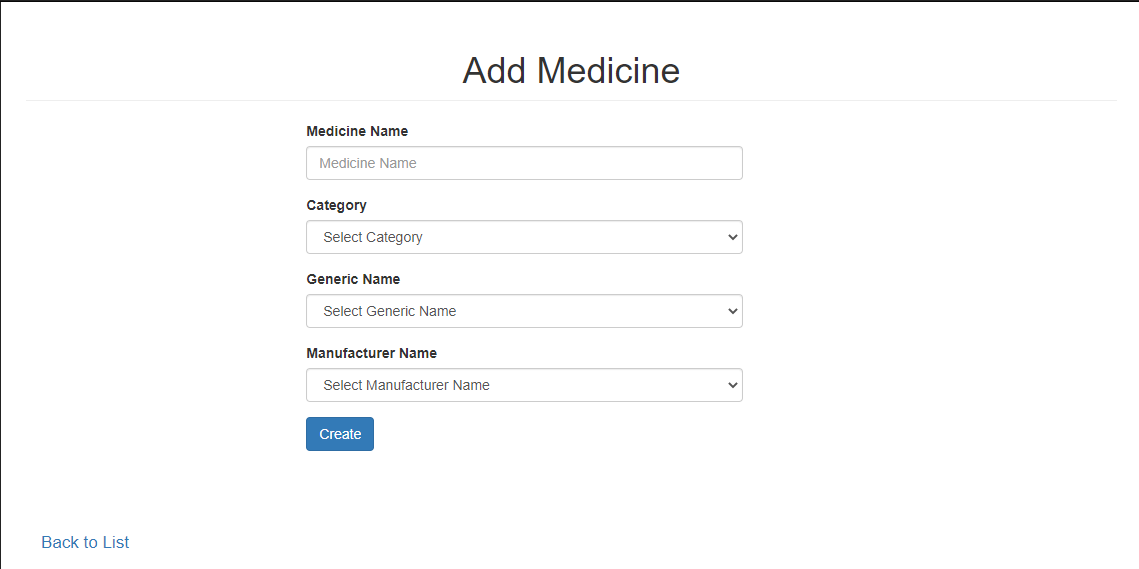 Add Medicine
Medicine Name
Medicine Name
Category
Select Category
Generic Name
Select Generic Name
Manufacturer Name
Select Manufacturer Name
Create
Back to List